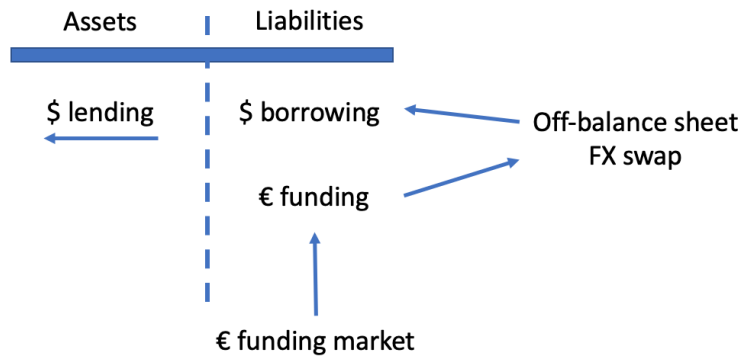 Assets
Liabilities
$ lending
$ borrowing
Off-balance sheet
FX swap
€ funding
€ funding market